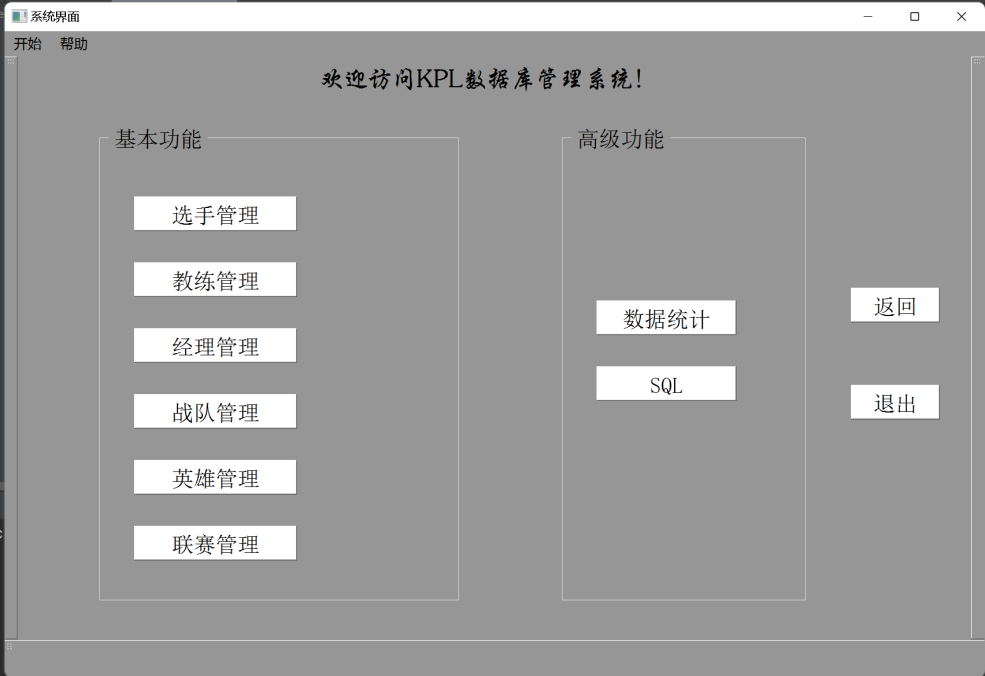 系统界面
开始 帮助
欢迎访问KPL数据库管理系统!
基本功能
选手管理
教练管理
经理管理
战队管理
英雄管理
联赛管理
高级功能
数据统计
SQL
返回
退出